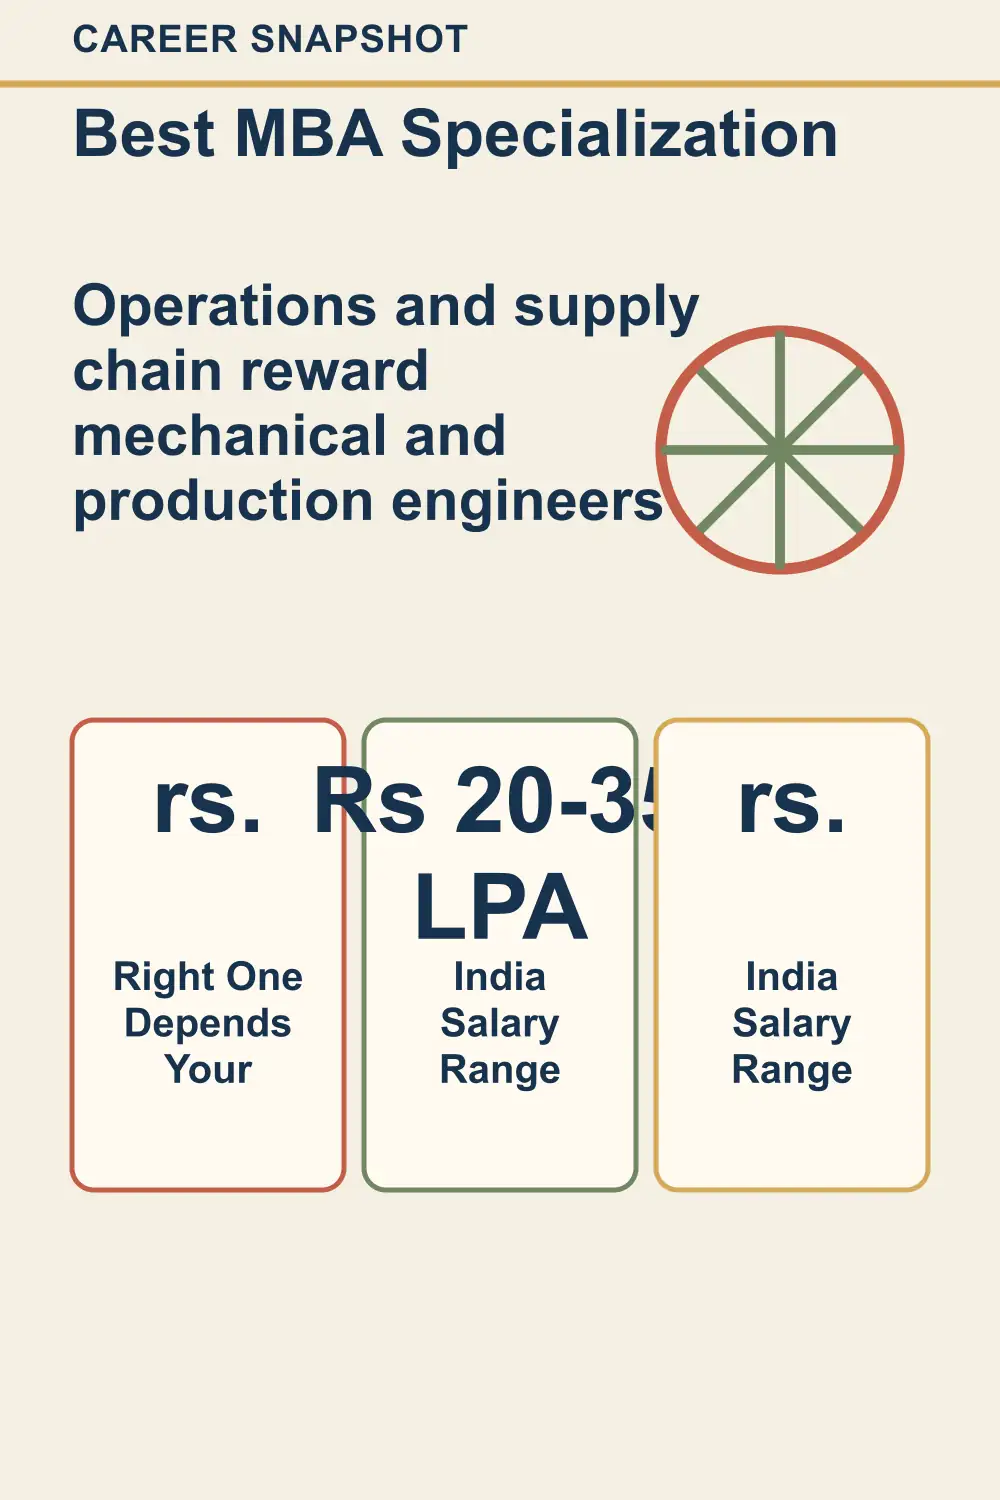 CAREER SNAPSHOT
Best MBA Specialization
Operations and supply
chain reward
mechanical and
production engineers
rs.
Rs 20-35
LPA
rs.
Right One
Depends
Your
India
Salary
Range
India
Salary
Range